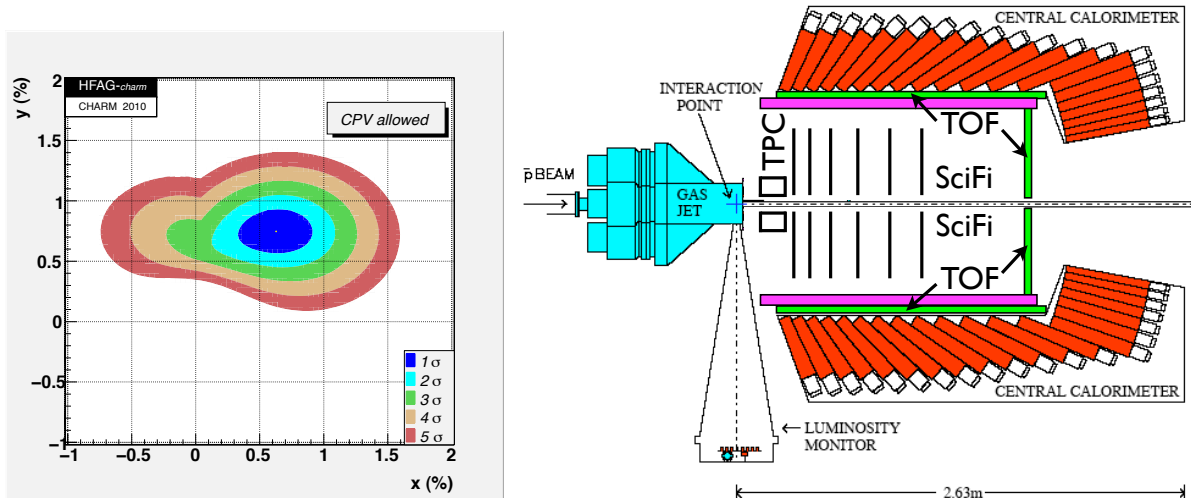 y (%)
2
1.5
1
0.5
0
−0.5
−1
−1
−0.5
0
0.5
1
1.5
2
x (%)
HFAG-charm
CHARM 2010
CPV allowed
1 σ
2 σ
3 σ
4 σ
5 σ
CENTRAL CALORIMETER
INTERACTION
POINT
TOF
TPC
p̄ BEAM
GAS
JET
SciFi
SciFi
TOF
CENTRAL CALORIMETER
LUMINOSITY
MONITOR
2.63m